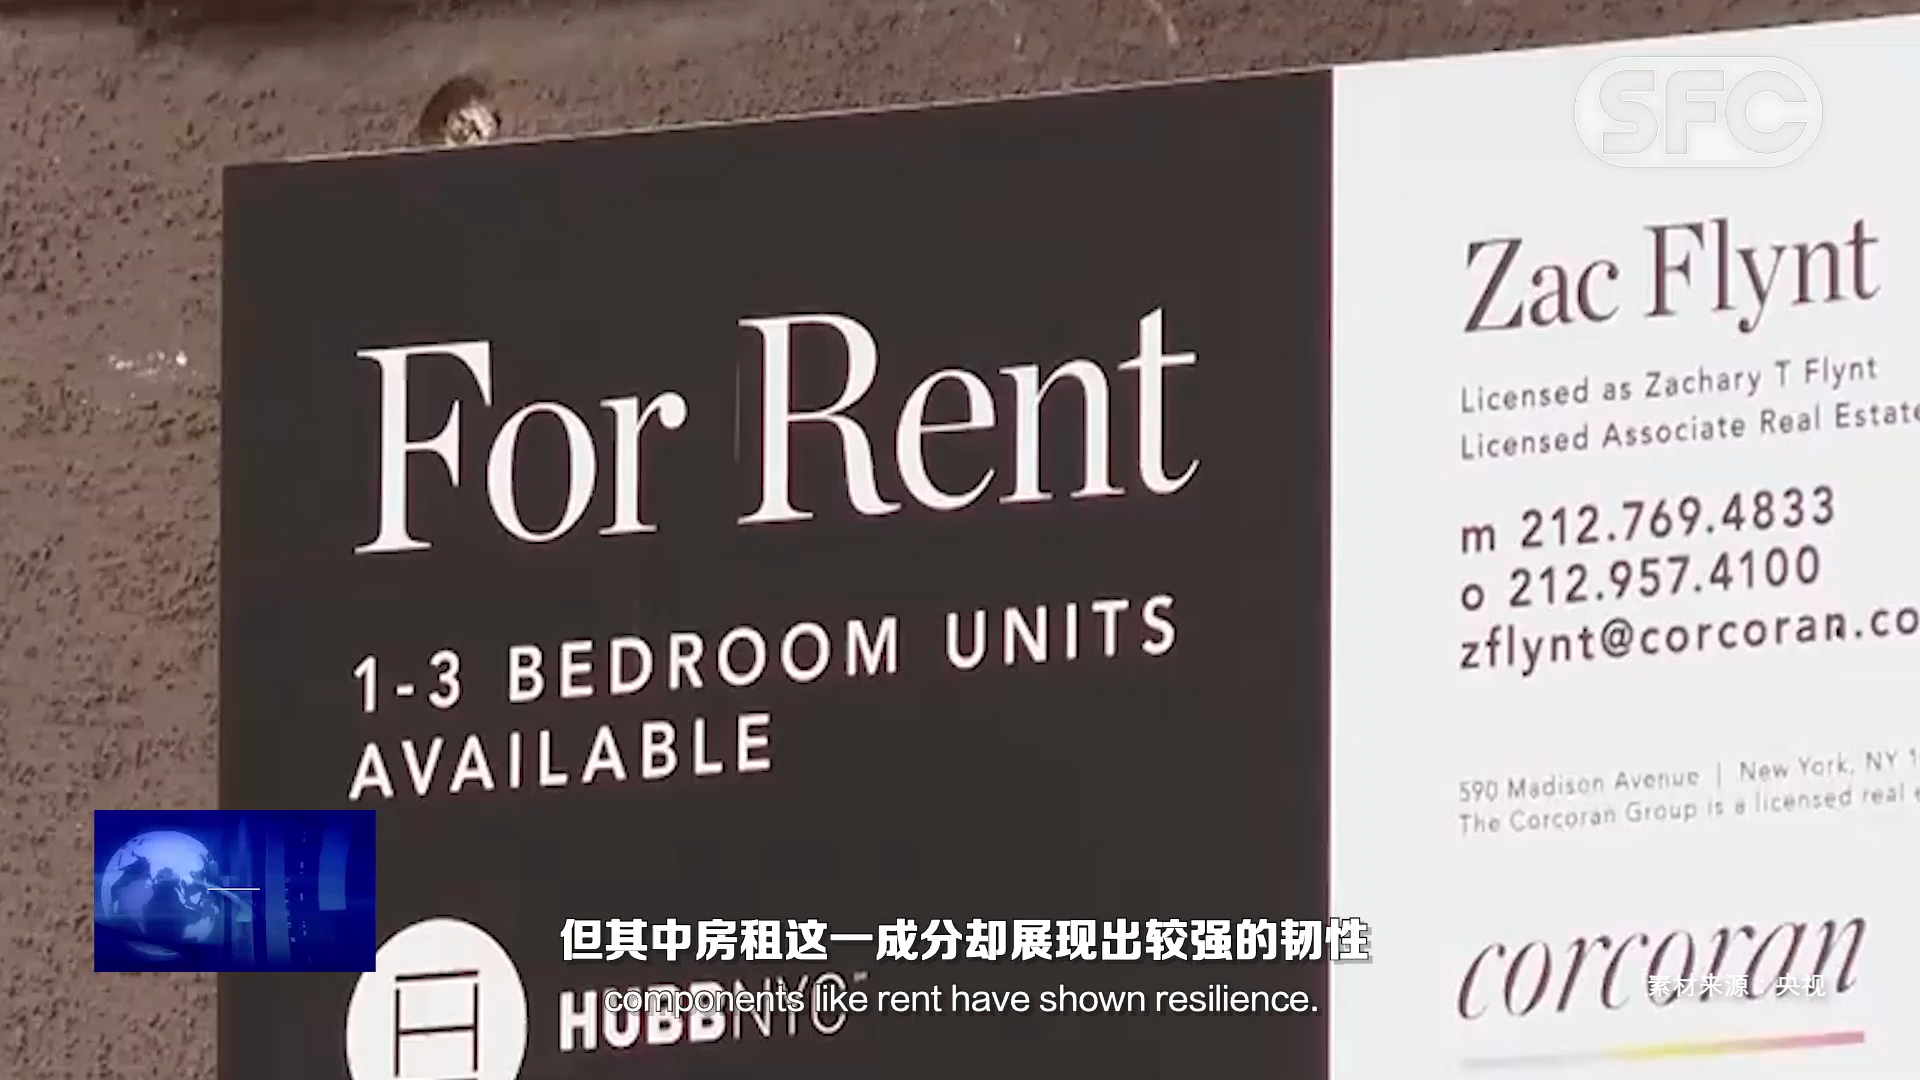 SFC
For Rent
1-3 BEDROOM UNITS
AVAILABLE
HUBBNYC
Zac Flynt
Licensed as Zachary T Flynt
Licensed Associate Real Estate
m 212.769.4833
o 212.957.4100
zflynt@corcoran.co
590 Madison Avenue | New York, NY 1
The Corcoran Group is a licensed real e
corcoran
素材来源：央视
但其中房租这一成分却展现出较强的韧性
components like rent have shown resilience.